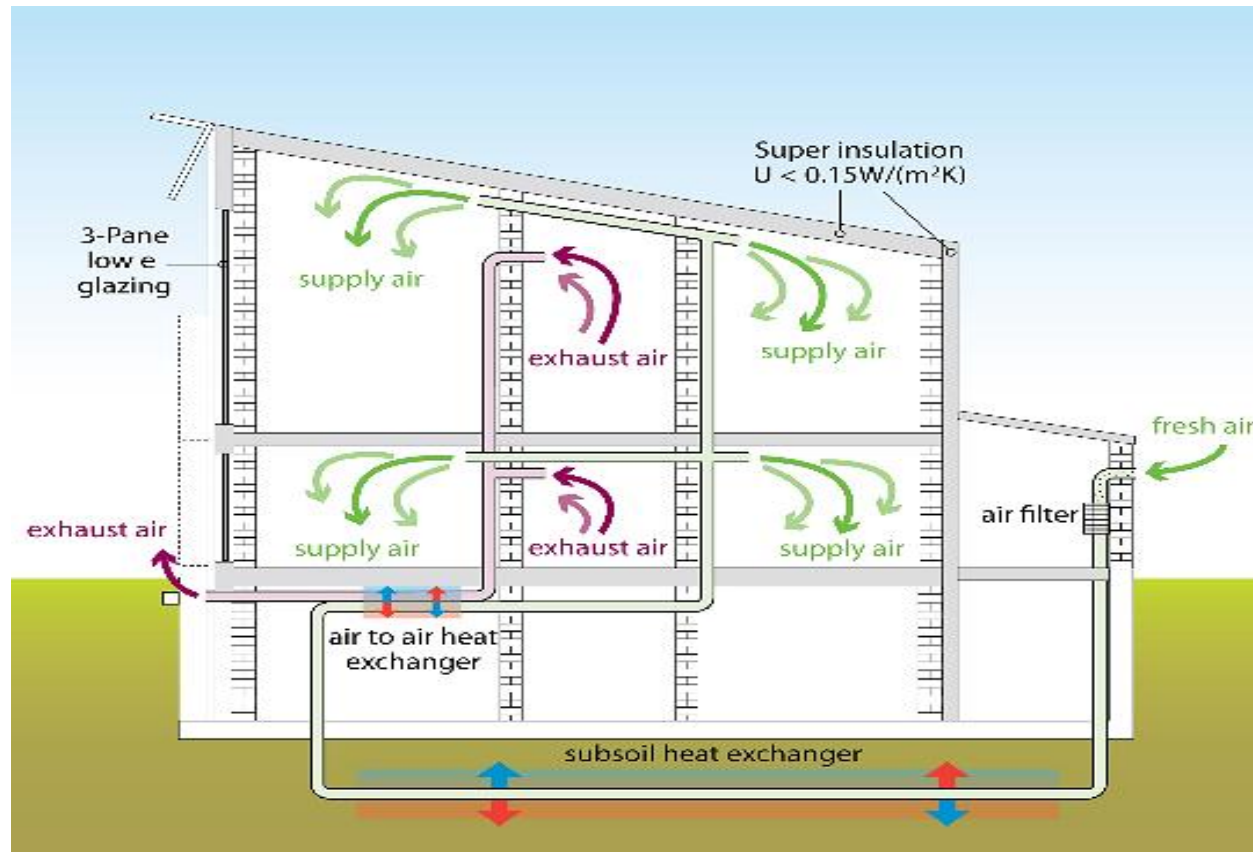 Super insulation
U < 0.15W/(m²K)
3-Pane
low e
glazing
supply air
exhaust air
supply air
fresh air
air filter
exhaust air
supply air
exhaust air
supply air
air to air heat
exchanger
subsoil heat exchanger